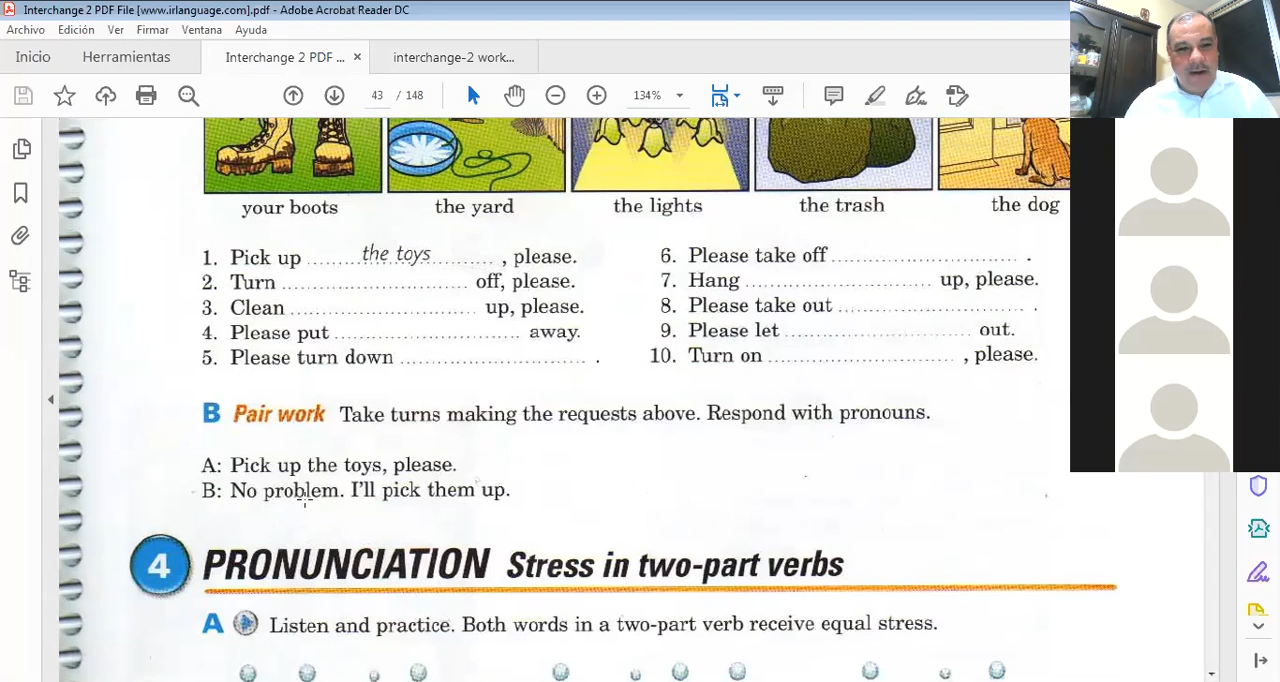 Interchange 2 PDF File [www.irlanguage.com].pdf - Adobe Acrobat Reader DC
Archivo Edición Ver Firmar Ventana Ayuda
Inicio Herramientas Interchange 2 PDF ... × interchange-2 work...
43 / 148 134%
your boots the yard the lights the trash the dog
1. Pick up the toys , please.
2. Turn off, please.
3. Clean up, please.
4. Please put away.
5. Please turn down .
6. Please take off .
7. Hang up, please.
8. Please take out .
9. Please let out.
10. Turn on , please.
B Pair work Take turns making the requests above. Respond with pronouns.
A: Pick up the toys, please.
B: No problem. I'll pick them up.
4 PRONUNCIATION Stress in two-part verbs
A Listen and practice. Both words in a two-part verb receive equal stress.